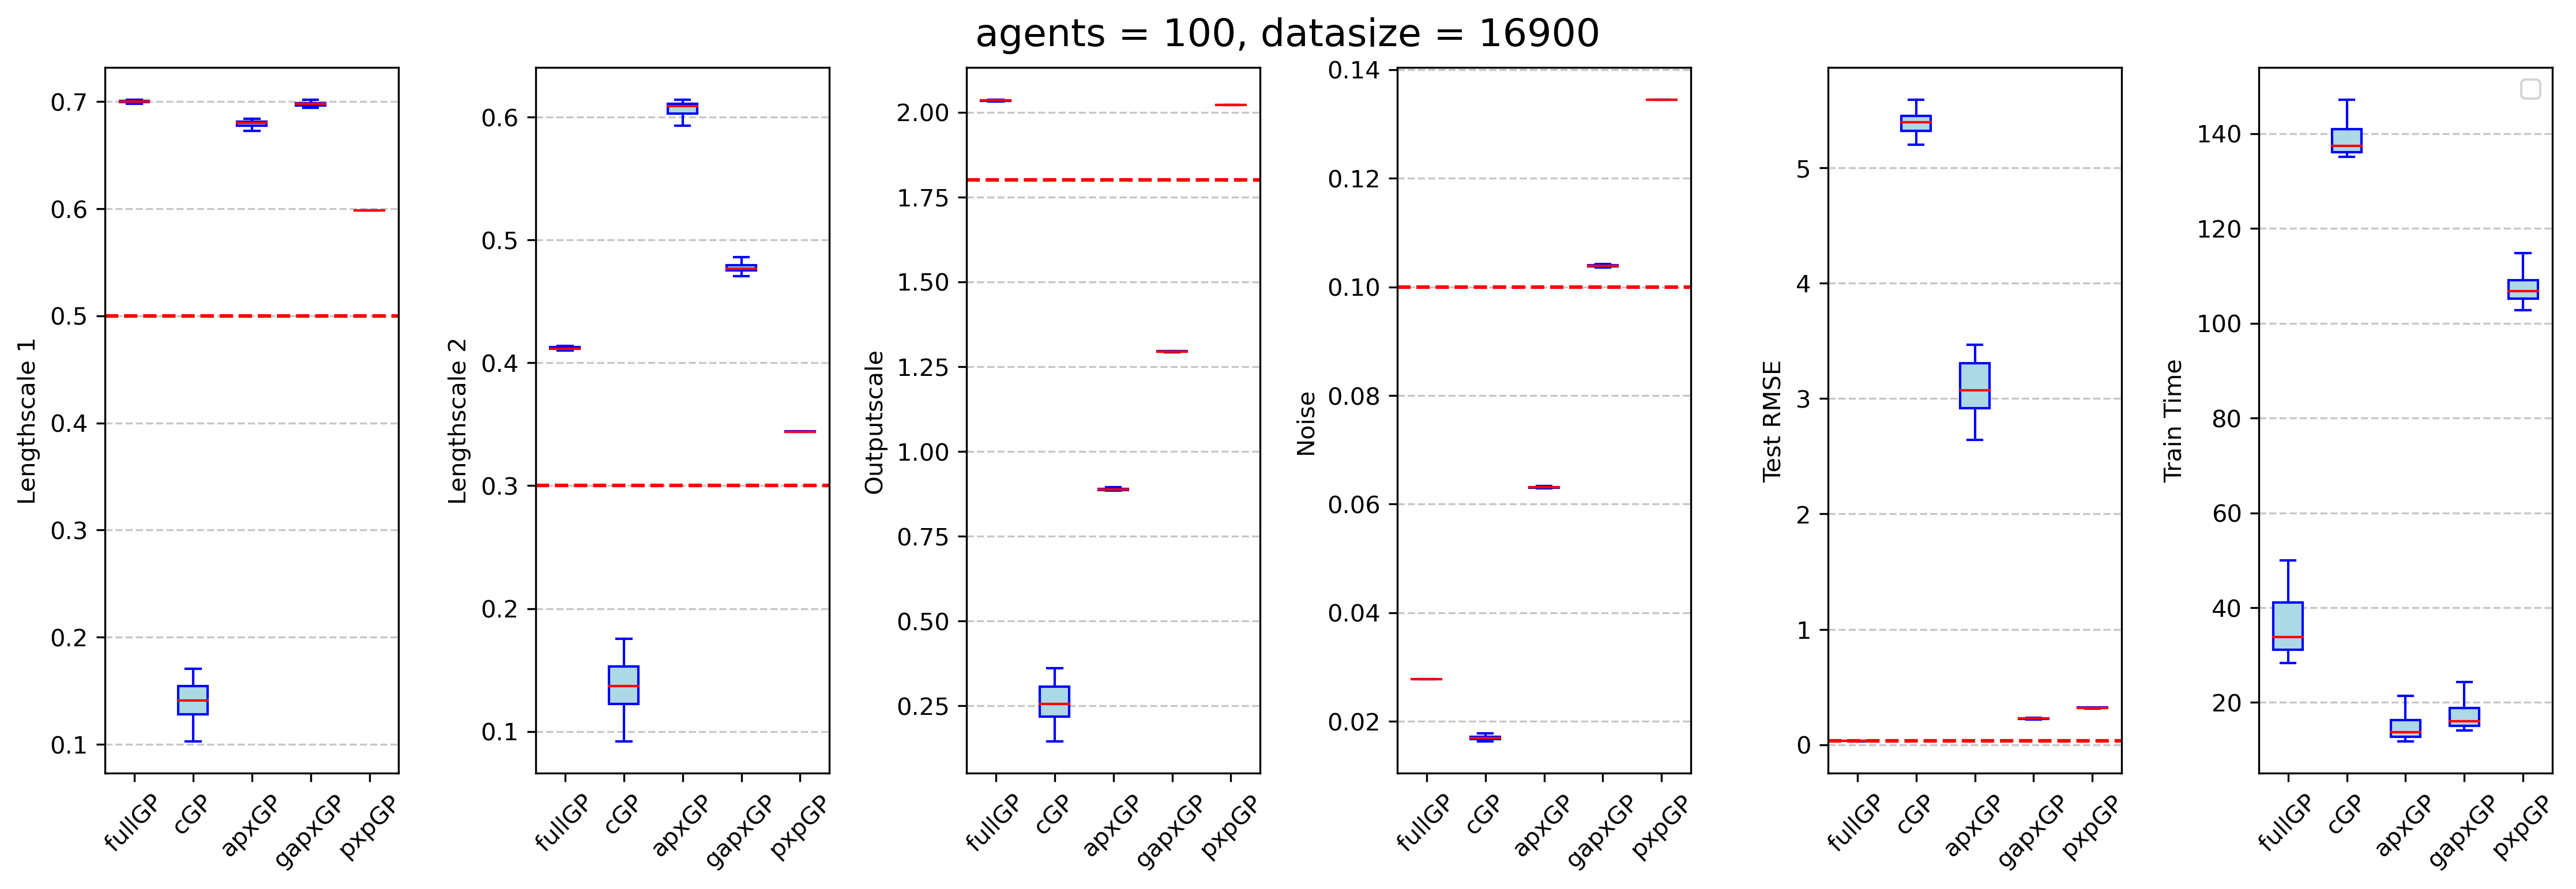 agents = 100, datasize = 16900
Lengthscale 1
0.7
0.6
0.5
0.4
0.3
0.2
0.1
fullGP
cGP
apxGP
gapxGP
pxpGP
Lengthscale 2
0.6
0.5
0.4
0.3
0.2
0.1
fullGP
cGP
apxGP
gapxGP
pxpGP
Outputscale
2.00
1.75
1.50
1.25
1.00
0.75
0.50
0.25
fullGP
cGP
apxGP
gapxGP
pxpGP
Noise
0.14
0.12
0.10
0.08
0.06
0.04
0.02
fullGP
cGP
apxGP
gapxGP
pxpGP
Test RMSE
5
4
3
2
1
0
fullGP
cGP
apxGP
gapxGP
pxpGP
Train Time
140
120
100
80
60
40
20
fullGP
cGP
apxGP
gapxGP
pxpGP